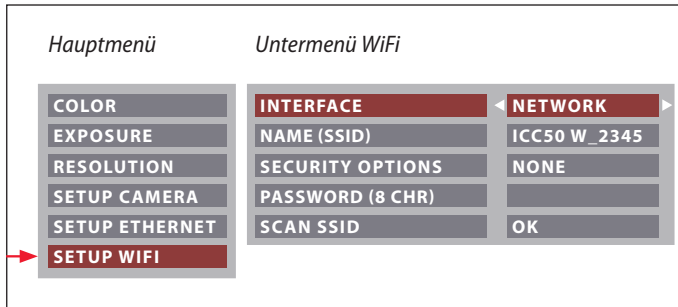 Hauptmenü
Untermenü WiFi
COLOR
EXPOSURE
RESOLUTION
SETUP CAMERA
SETUP ETHERNET
SETUP WIFI
INTERFACE NETWORK
NAME (SSID) ICC50 W_2345
SECURITY OPTIONS NONE
PASSWORD (8 CHR)
SCAN SSID OK